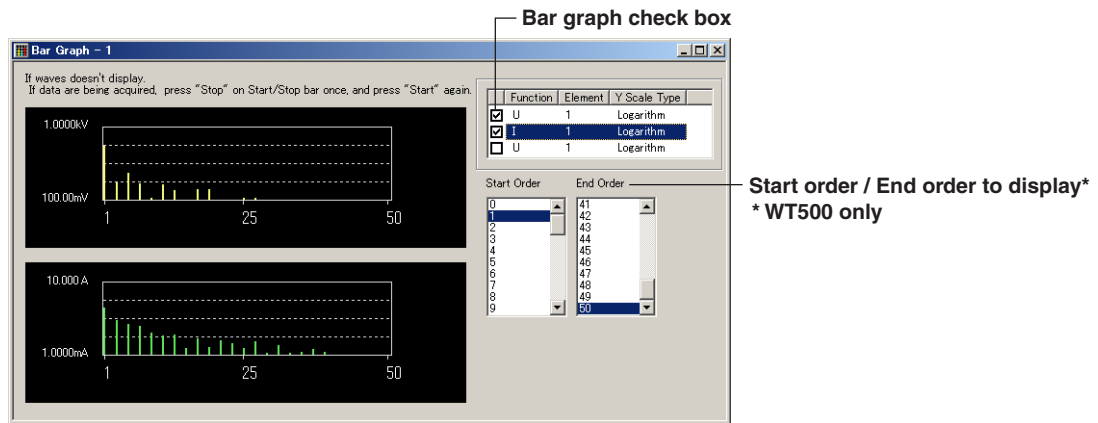 Bar graph check box
Bar Graph - 1
If waves doesn't display.
If data are being acquired, press "Stop" on Start/Stop bar once, and press "Start" again.
Function Element Y Scale Type
U 1 Logarithm
I 1 Logarithm
U 1 Logarithm
1.0000kV
100.00mV
1 25 50
Start Order End Order
Start order / End order to display*
* WT500 only
0 41
1 42
2 43
3 44
4 45
5 46
6 47
7 48
8 49
9 50
10.000 A
1.0000mA
1 25 50